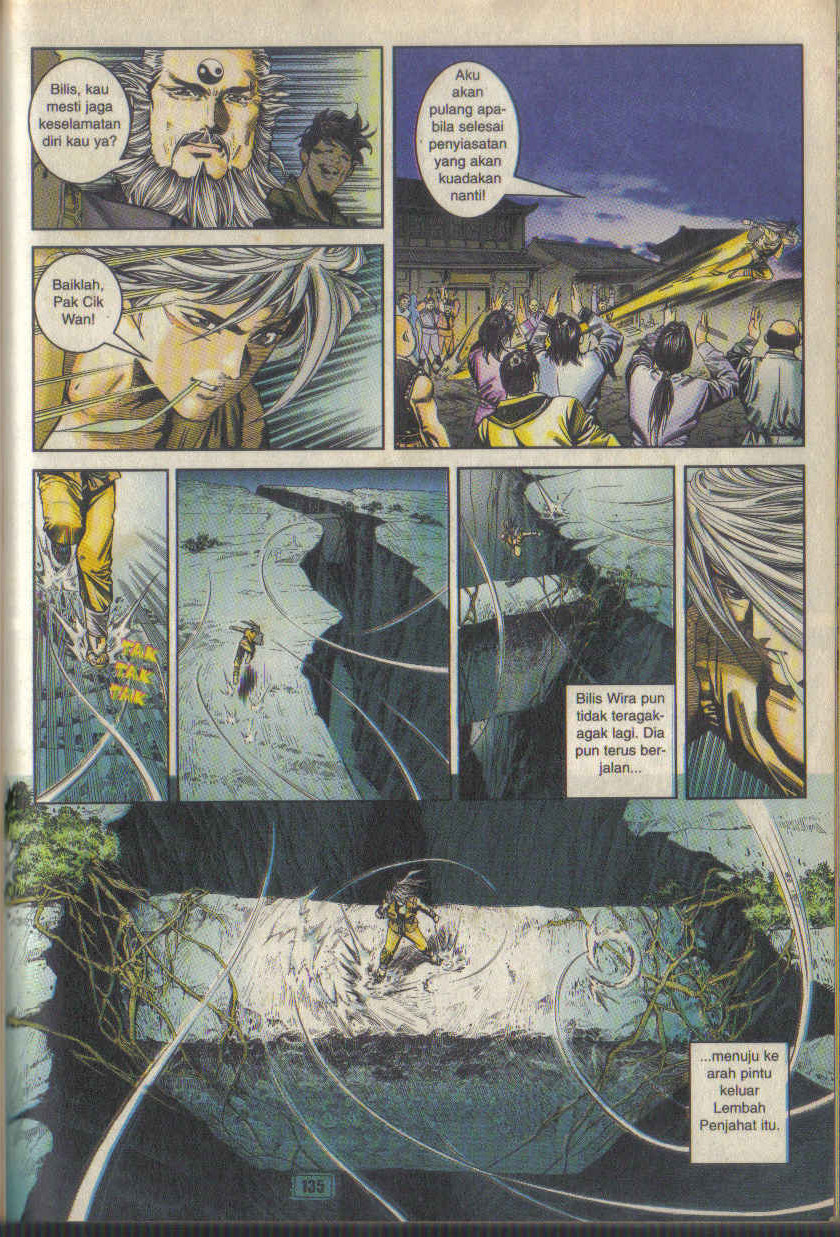 Bilis, kau
mesti jaga
keselamatan
diri kau ya?
Aku
akan
pulang apa-
bila selesai
penyiasatan
yang akan
kuadakan
nanti!
Baiklah,
Pak Cik
Wan!
TAK
TAK
TAK
Bilis Wira pun
tidak teragak-
agak lagi. Dia
pun terus ber-
jalan...
...menuju ke
arah pintu
keluar
Lembah
Penjahat itu.
135